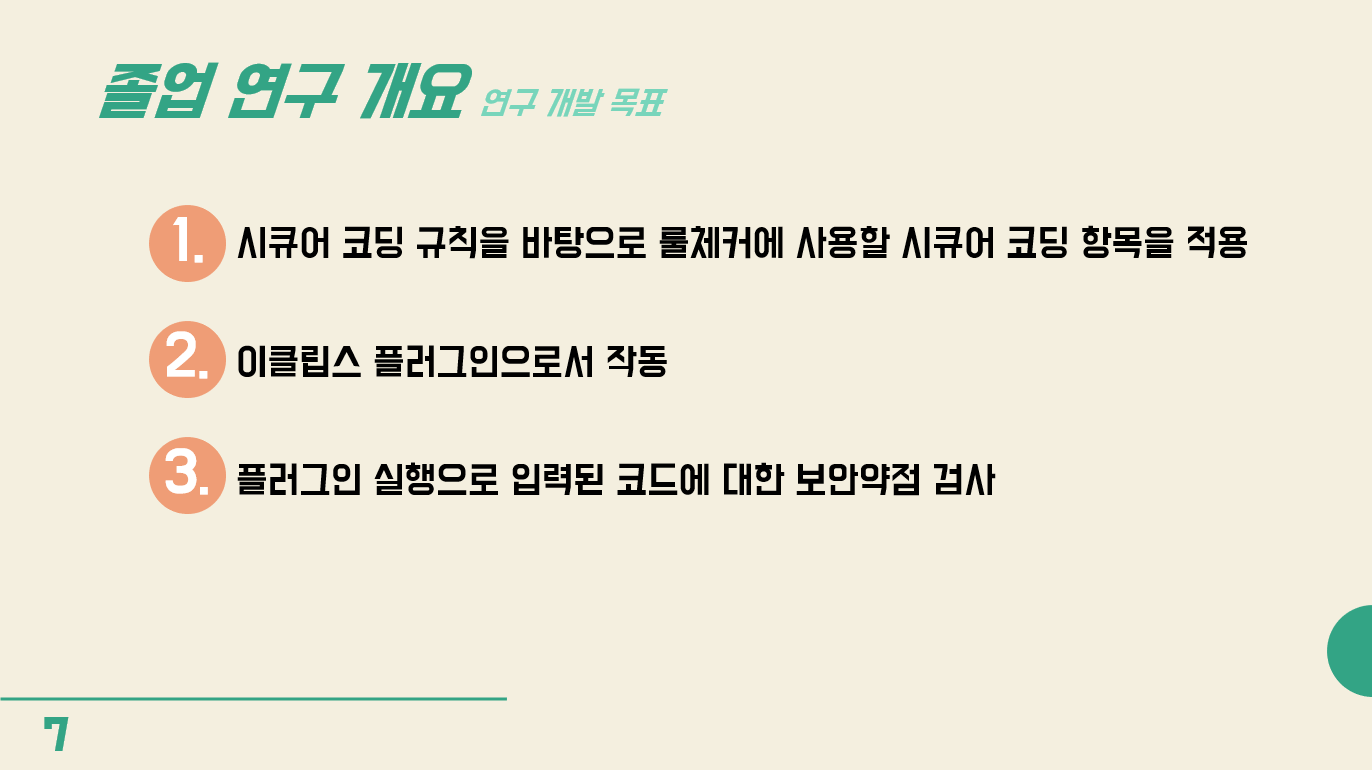 졸업 연구 개요 연구 개발 목표
1. 시큐어 코딩 규칙을 바탕으로 룰체커에 사용할 시큐어 코딩 항목을 적용
2. 이클립스 플러그인으로서 작동
3. 플러그인 실행으로 입력된 코드에 대한 보안약점 검사
7